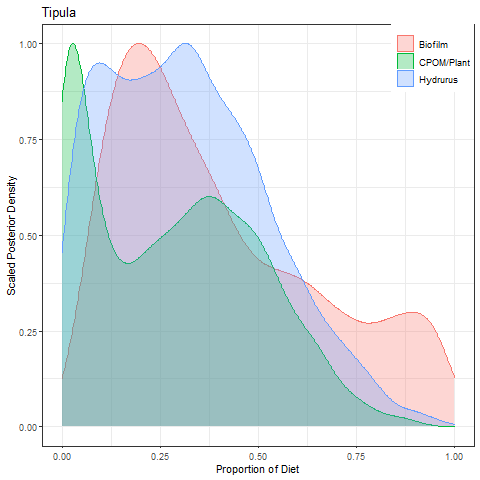 Tipula
Biofilm
CPOM/Plant
Hydrurus
1.00
0.75
0.50
0.25
0.00
Scaled Posterior Density
0.00 0.25 0.50 0.75 1.00
Proportion of Diet